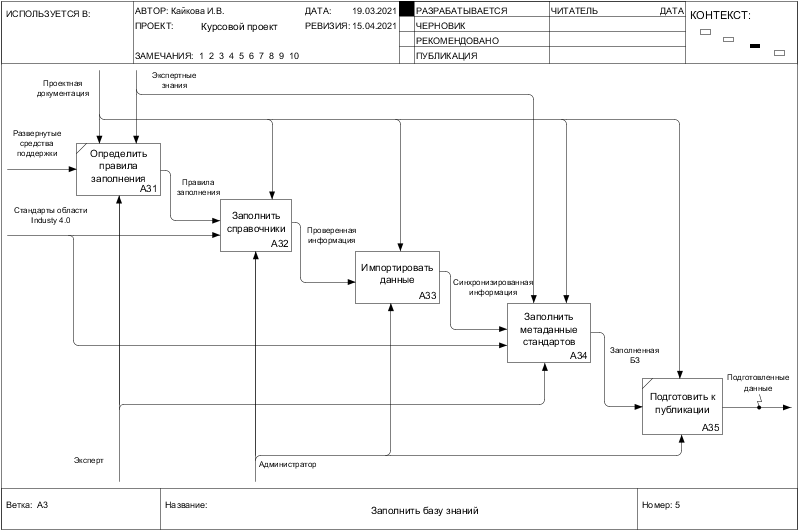 ИСПОЛЬЗУЕТСЯ В:
АВТОР: Кайкова И.В.
ДАТА: 19.03.2021
ПРОЕКТ: Курсовой проект
РЕВИЗИЯ: 15.04.2021
ЗАМЕЧАНИЯ: 1 2 3 4 5 6 7 8 9 10
РАЗРАБАТЫВАЕТСЯ
ЧЕРНОВИК
РЕКОМЕНДОВАНО
ПУБЛИКАЦИЯ
ЧИТАТЕЛЬ ДАТА
КОНТЕКСТ:
Проектная
документация
Экспертные
знания
Развернутые
средства
поддержки
Определить
правила
заполнения
A31
Правила
заполнения
Стандарты области
Industy 4.0
Заполнить
справочники
A32
Проверенная
информация
Импортировать
данные
A33
Синхронизированная
информация
Заполнить
метаданные
стандартов
A34
Заполненная
БЗ
Подготовить к
публикации
A35
Подготовленные
данные
Эксперт
Администратор
Ветка: A3
Название:
Заполнить базу знаний
Номер: 5